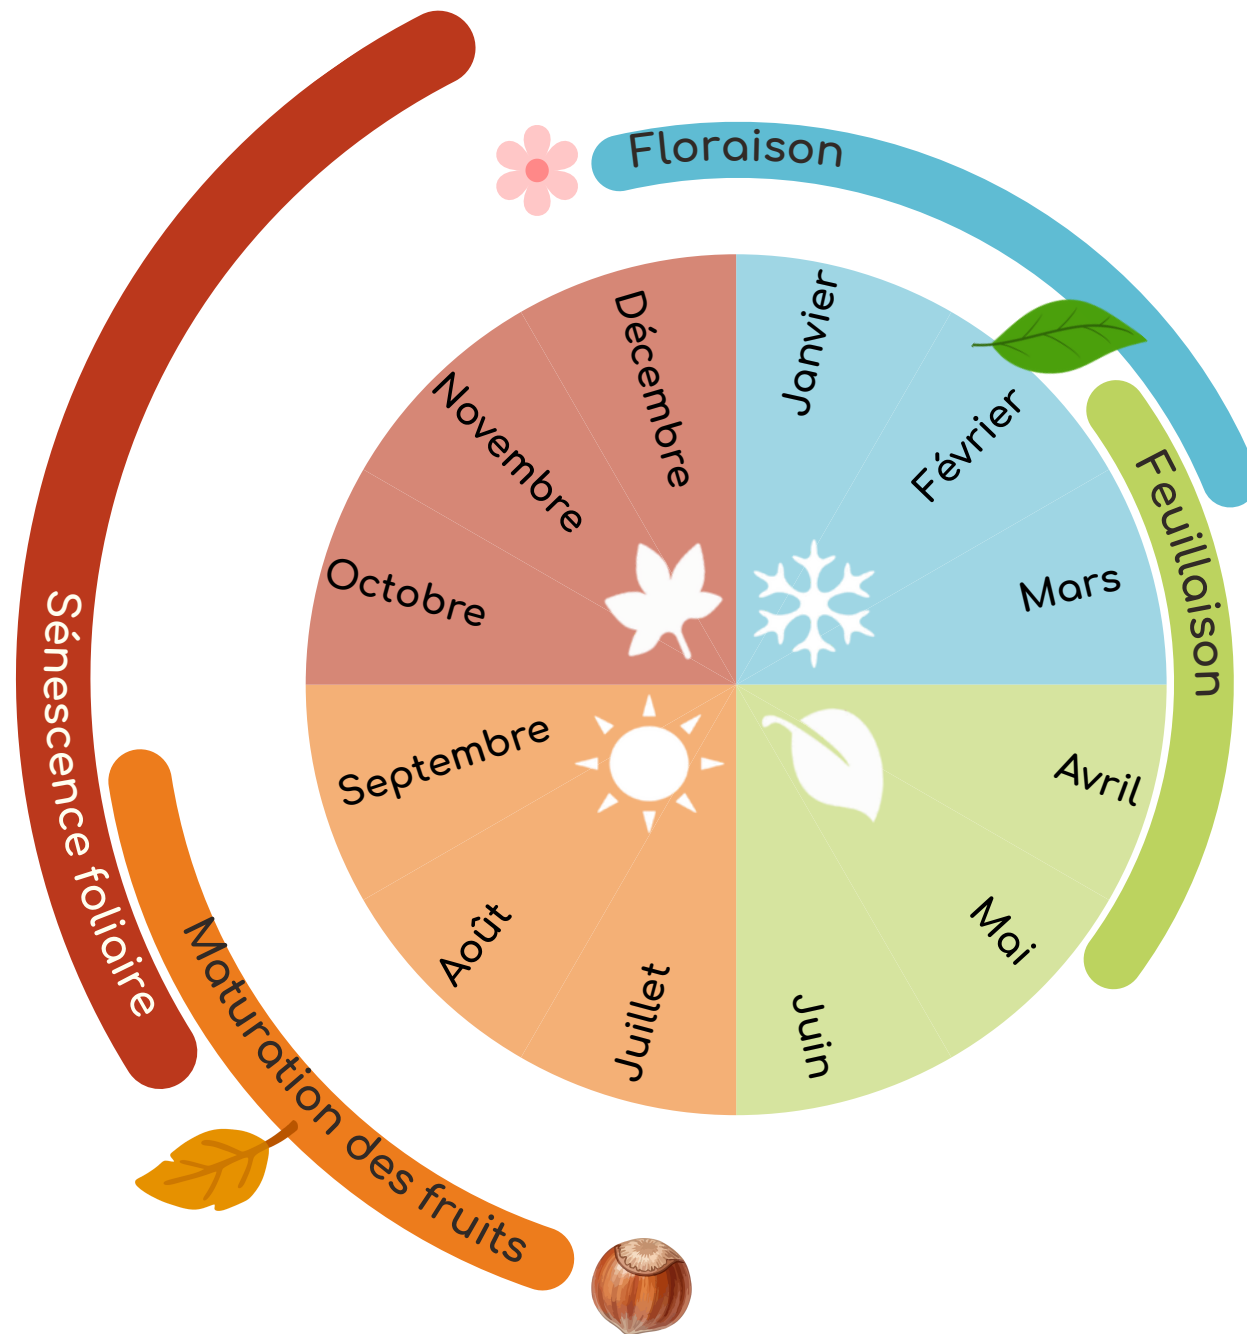 Floraison
Feuillaison
Maturation des fruits
Sénescence foliaire
Janvier
Février
Mars
Avril
Mai
Juin
Juillet
Août
Septembre
Octobre
Novembre
Décembre